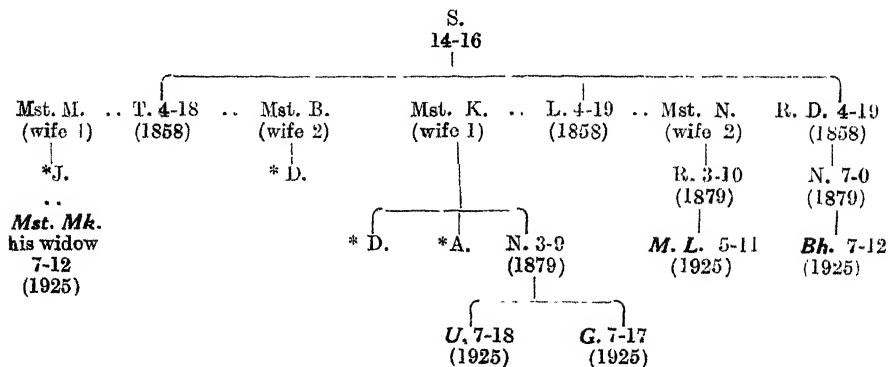 S.
14-16
Mst. M. .. T. 4-18 .. Mst. B. Mst. K. .. L. 4-19 .. Mst. N. R. D. 4-19
(wife 1) (1858) (wife 2) (wife 1) (1858) (wife 2) (1858)
*J. * D. R. 3-10 N. 7-0
.. (1879) (1879)
Mst. Mk.
his widow * D. *A. N. 3-9 M. L. 5-11 Bh. 7-12
7-12 (1879) (1925) (1925)
(1925)
U. 7-18 G. 7-17
(1925) (1925)